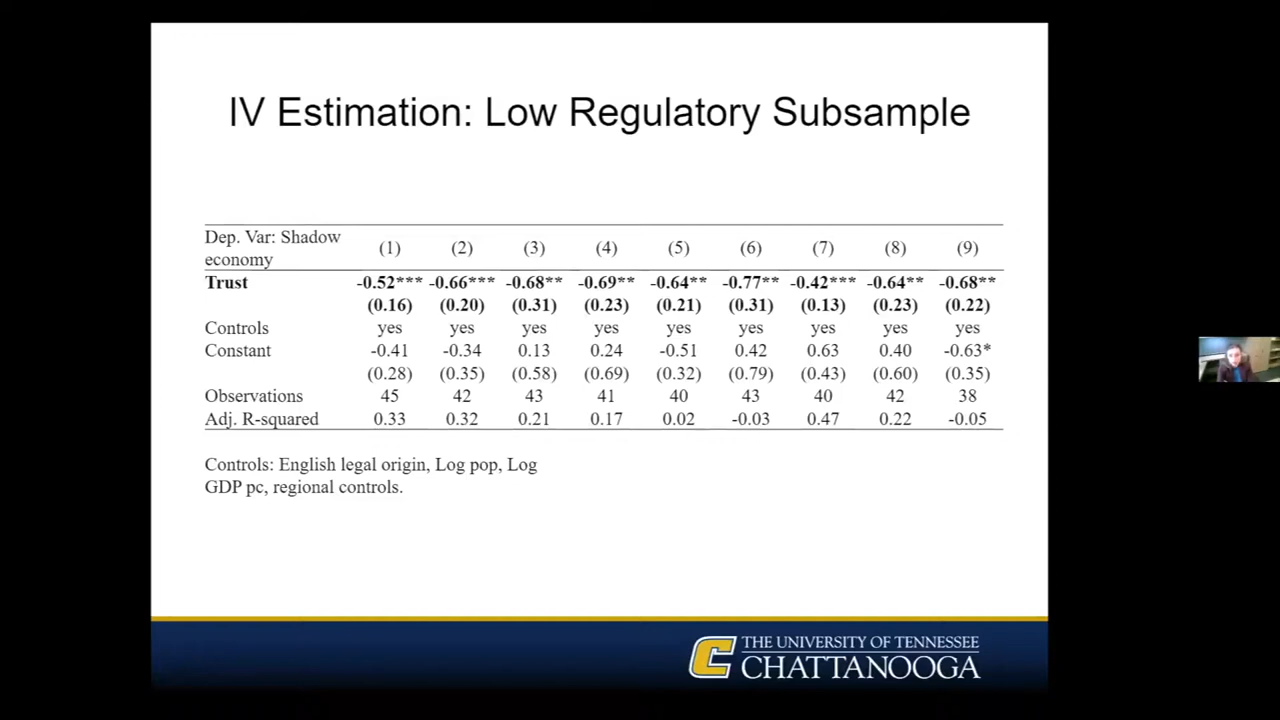 IV Estimation: Low Regulatory Subsample
Dep. Var: Shadow economy (1) (2) (3) (4) (5) (6) (7) (8) (9)
Trust -0.52*** -0.66*** -0.68** -0.69** -0.64** -0.77** -0.42*** -0.64** -0.68**
(0.16) (0.20) (0.31) (0.23) (0.21) (0.31) (0.13) (0.23) (0.22)
Controls yes yes yes yes yes yes yes yes yes
Constant -0.41 -0.34 0.13 0.24 -0.51 0.42 0.63 0.40 -0.63*
(0.28) (0.35) (0.58) (0.69) (0.32) (0.79) (0.43) (0.60) (0.35)
Observations 45 42 43 41 40 43 40 42 38
Adj. R-squared 0.33 0.32 0.21 0.17 0.02 -0.03 0.47 0.22 -0.05
Controls: English legal origin, Log pop, Log
GDP pc, regional controls.
C THE UNIVERSITY OF TENNESSEE
CHATTANOOGA